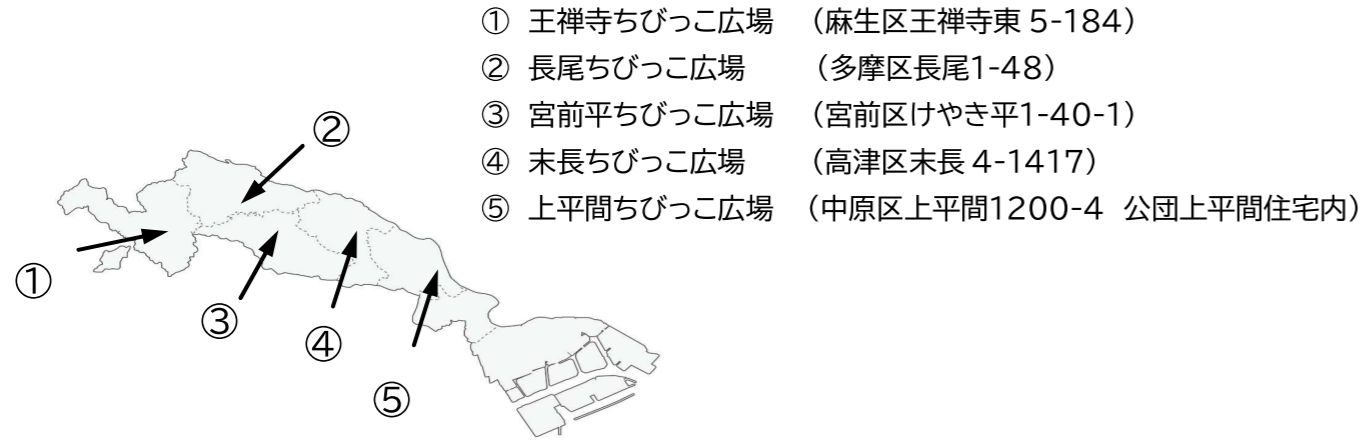 ① 王禅寺ちびっこ広場 （麻生区王禅寺東 5-184）
② 長尾ちびっこ広場 （多摩区長尾1-48）
③ 宮前平ちびっこ広場 （宮前区けやき平1-40-1）
④ 末長ちびっこ広場 （高津区末長 4-1417）
⑤ 上平間ちびっこ広場 （中原区上平間1200-4 公団上平間住宅内）
②
①
③
④
⑤